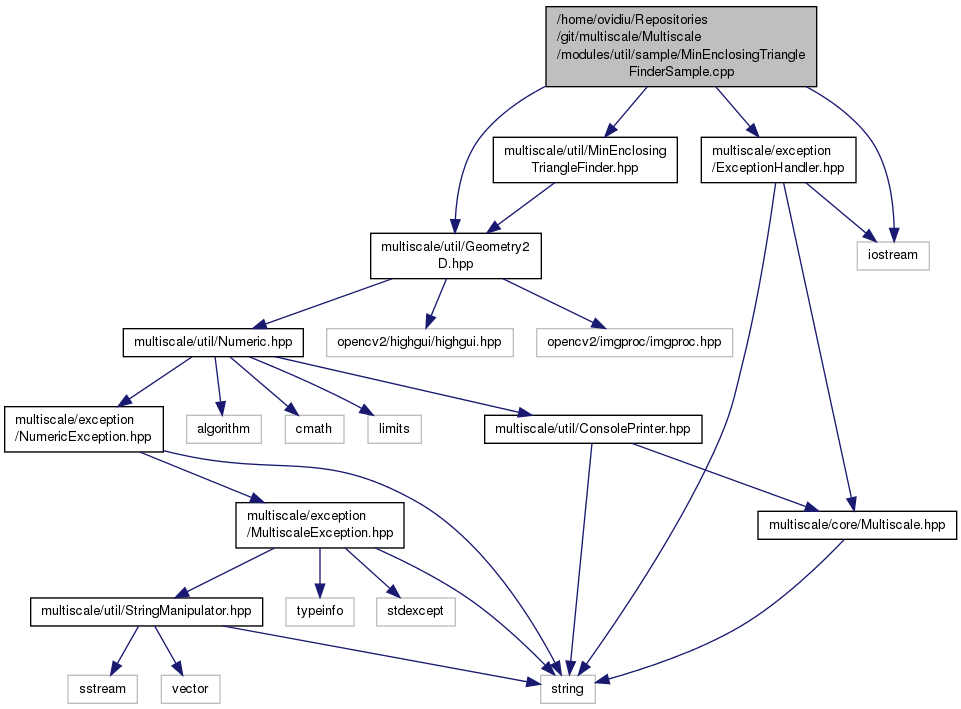 /home/ovidiu/Repositories
/git/multiscale/Multiscale
/modules/util/sample/MinEnclosingTriangle
FinderSample.cpp
multiscale/util/MinEnclosing
TriangleFinder.hpp
multiscale/exception
/ExceptionHandler.hpp
multiscale/util/Geometry2
D.hpp
iostream
multiscale/util/Numeric.hpp
opencv2/highgui/highgui.hpp
opencv2/imgproc/imgproc.hpp
multiscale/exception
/NumericException.hpp
algorithm
cmath
limits
multiscale/util/ConsolePrinter.hpp
multiscale/exception
/MultiscaleException.hpp
multiscale/core/Multiscale.hpp
multiscale/util/StringManipulator.hpp
typeinfo
stdexcept
sstream
vector
string